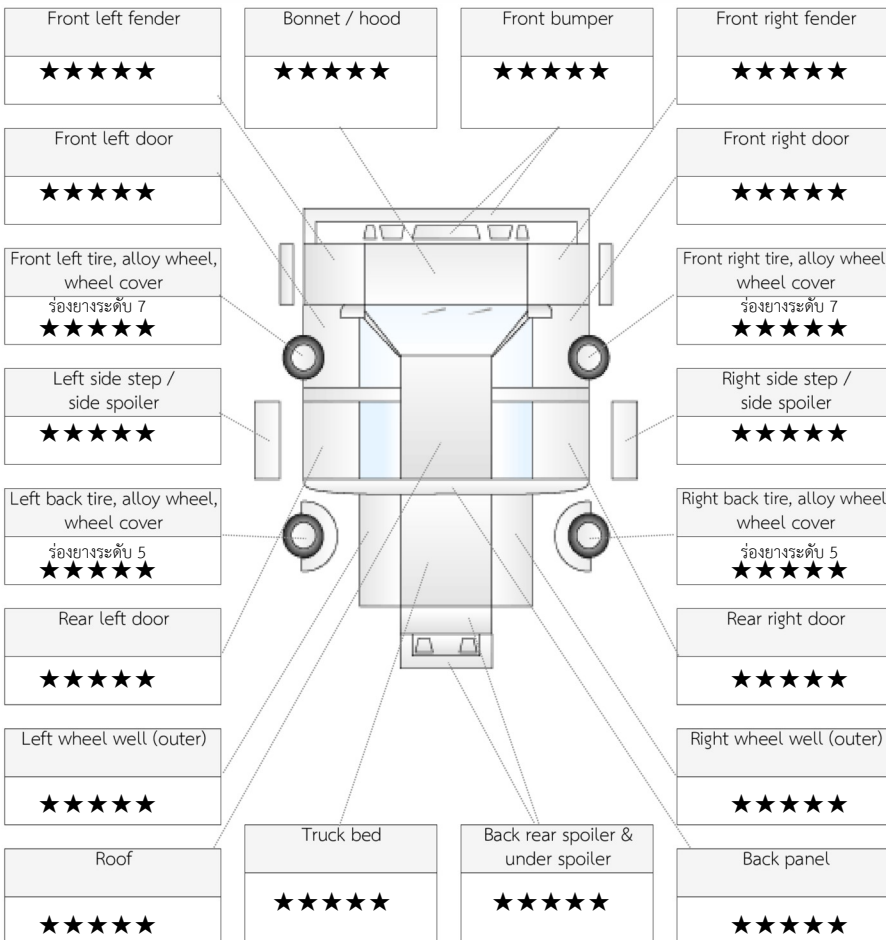 Front left fender
★★★★★
Bonnet / hood
★★★★★
Front bumper
★★★★★
Front right fender
★★★★★
Front left door
★★★★★
Front right door
★★★★★
Front left tire, alloy wheel,
wheel cover
ร่องยางระดับ 7
★★★★★
Front right tire, alloy wheel
wheel cover
ร่องยางระดับ 7
★★★★★
Left side step /
side spoiler
★★★★★
Right side step /
side spoiler
★★★★★
Left back tire, alloy wheel,
wheel cover
ร่องยางระดับ 5
★★★★★
Right back tire, alloy wheel
wheel cover
ร่องยางระดับ 5
★★★★★
Rear left door
★★★★★
Rear right door
★★★★★
Left wheel well (outer)
★★★★★
Right wheel well (outer)
★★★★★
Roof
★★★★★
Truck bed
★★★★★
Back rear spoiler &
under spoiler
★★★★★
Back panel
★★★★★